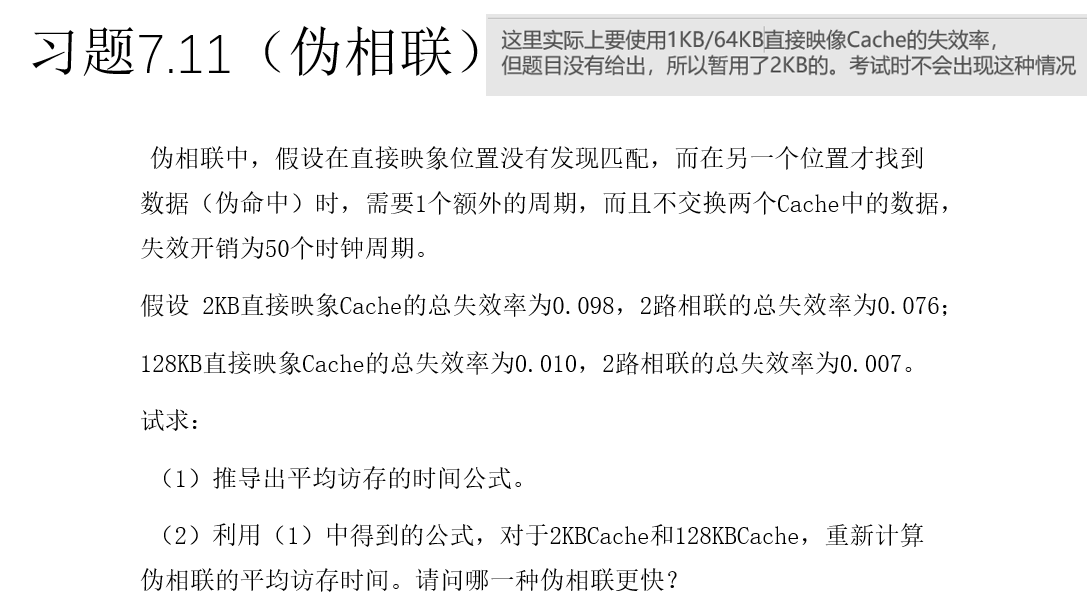 习题7.11（伪相联）
这里实际上要使用1KB/64KB直接映像Cache的失效率，
但题目没有给出，所以暂用了2KB的。考试时不会出现这种情况
伪相联中，假设在直接映象位置没有发现匹配，而在另一个位置才找到
数据（伪命中）时，需要1个额外的周期，而且不交换两个Cache中的数据，
失效开销为50个时钟周期。
假设 2KB直接映象Cache的总失效率为0.098，2路相联的总失效率为0.076；
128KB直接映象Cache的总失效率为0.010，2路相联的总失效率为0.007。
试求：
（1）推导出平均访存的时间公式。
（2）利用（1）中得到的公式，对于2KBCache和128KBCache，重新计算
伪相联的平均访存时间。请问哪一种伪相联更快？